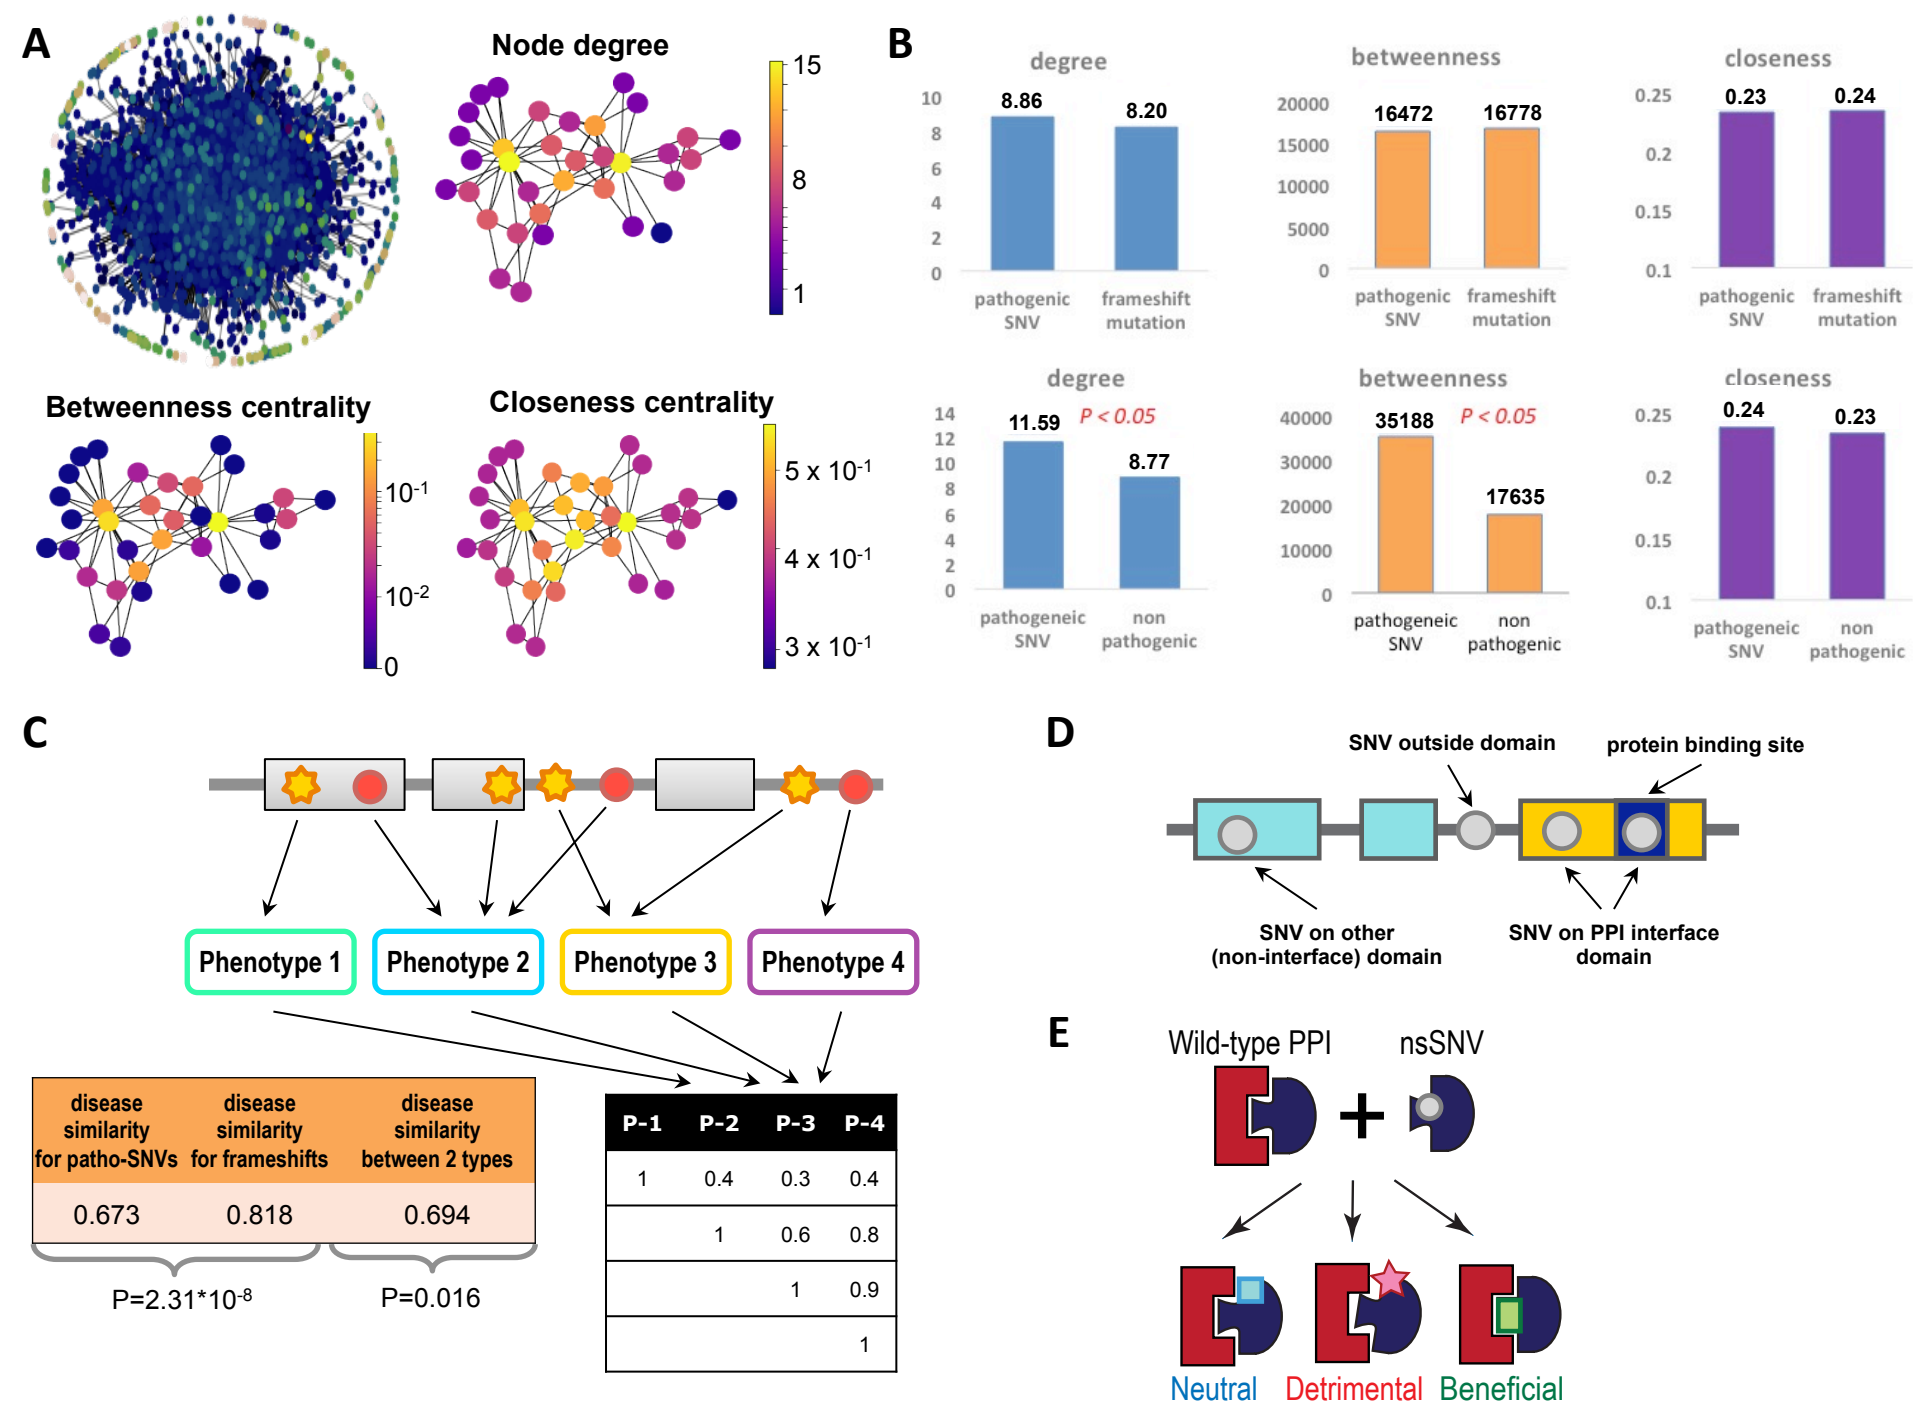 A
Node degree
15
8
1
Betweenness centrality
10-1
10-2
0
Closeness centrality
5 x 10-1
4 x 10-1
3 x 10-1
B
degree
10
8
6
4
2
0
8.86
8.20
pathogenic
SNV
frameshift
mutation
betweenness
20000
15000
10000
5000
0
16472
16778
pathogenic
SNV
frameshift
mutation
closeness
0.25
0.2
0.15
0.1
0.23
0.24
pathogenic
SNV
frameshift
mutation
degree
14
12
10
8
6
4
2
0
11.59
P < 0.05
8.77
pathogeneic
SNV
non
pathogenic
betweenness
40000
30000
20000
10000
0
35188
P < 0.05
17635
pathogeneic
SNV
non
pathogenic
closeness
0.25
0.2
0.15
0.1
0.24
0.23
pathogeneic
SNV
non
pathogenic
C
Phenotype 1
Phenotype 2
Phenotype 3
Phenotype 4
disease
similarity
for patho-SNVs
disease
similarity
for frameshifts
disease
similarity
between 2 types
0.673
0.818
0.694
P=2.31*10-8
P=0.016
P-1 P-2 P-3 P-4
1 0.4 0.3 0.4
1 0.6 0.8
1 0.9
1
D
SNV outside domain
protein binding site
SNV on other
(non-interface) domain
SNV on PPI interface
domain
E
Wild-type PPI
nsSNV
+
Neutral
Detrimental
Beneficial